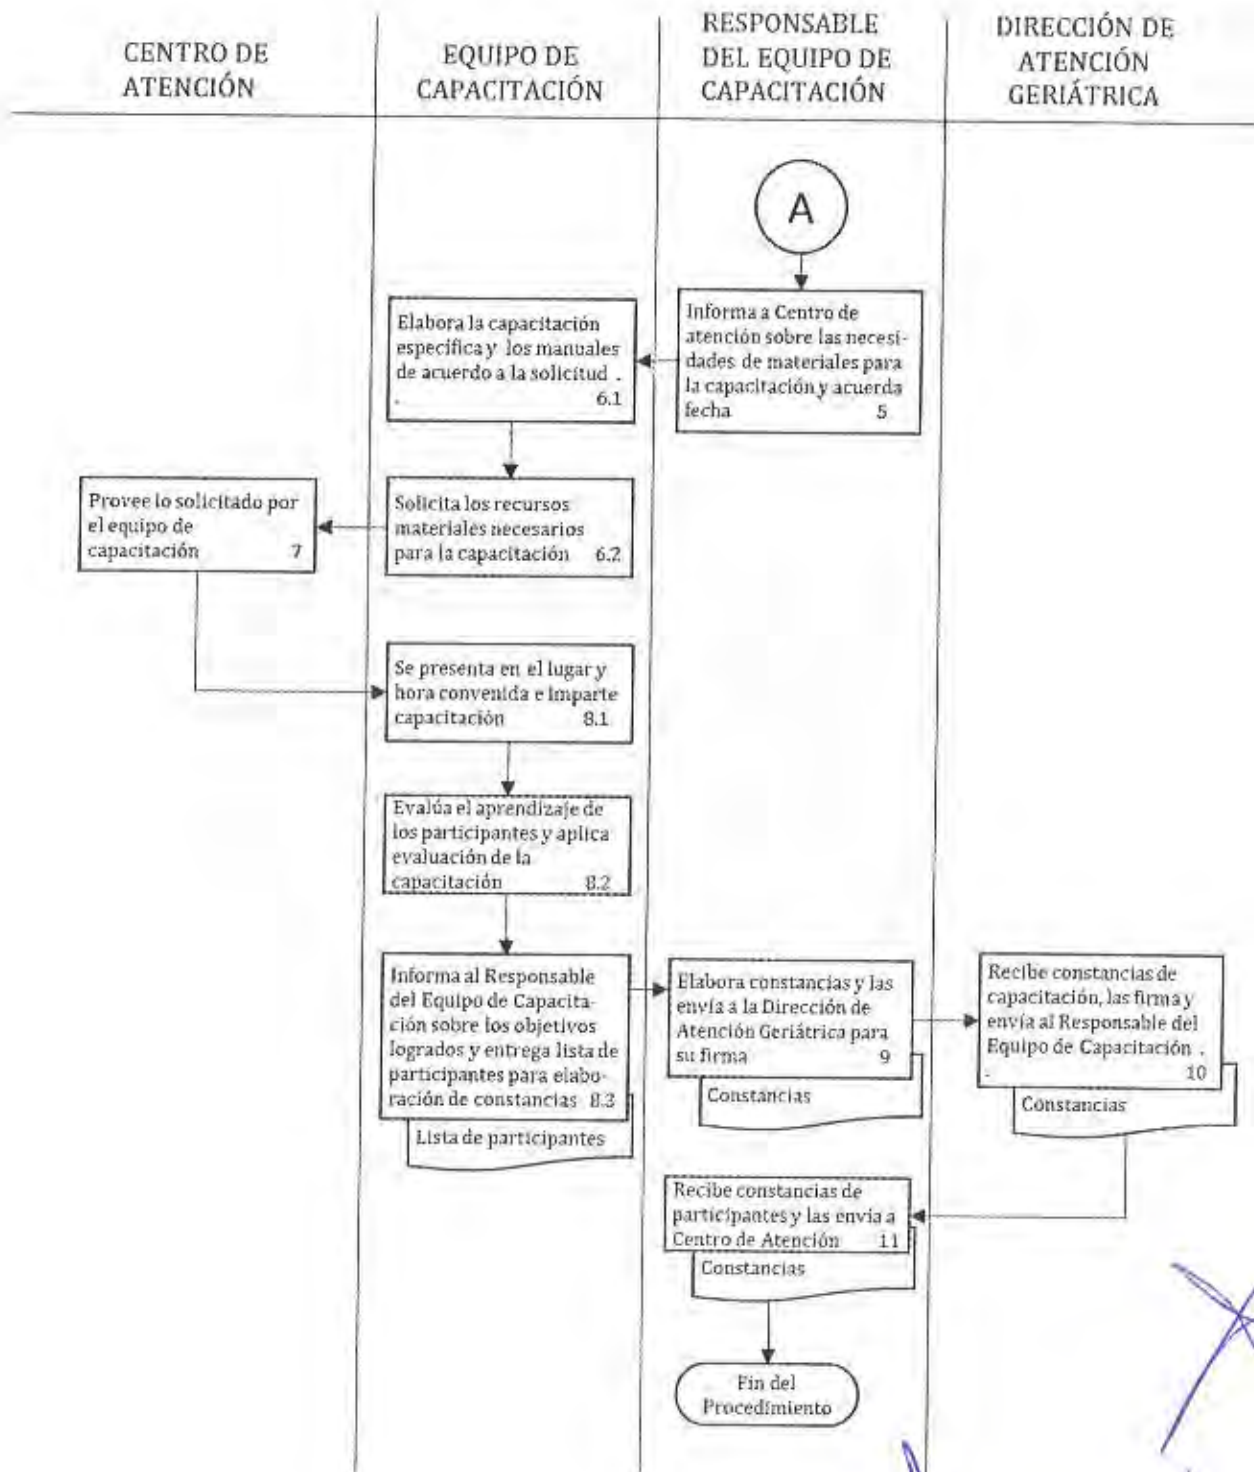 CENTRO DE
ATENCIÓN
EQUIPO DE
CAPACITACIÓN
RESPONSABLE
DEL EQUIPO DE
CAPACITACIÓN
DIRECCIÓN DE
ATENCIÓN
GERIÁTRICA
A
Informa a Centro de
atención sobre las necesi-
dades de materiales para
la capacitación y acuerda
fecha 5
Elabora la capacitación
específica y los manuales
de acuerdo a la solicitud .
. 6.1
Solicita los recursos
materiales necesarios
para la capacitación 6.2
Provee lo solicitado por
el equipo de
capacitación 7
Se presenta en el lugar y
hora convenida e imparte
capacitación 8.1
Evalúa el aprendizaje de
los participantes y aplica
evaluación de la
capacitación 8.2
Informa al Responsable
del Equipo de Capacita-
ción sobre los objetivos
logrados y entrega lista de
participantes para elabo-
ración de constancias 8.3
Lista de participantes
Elabora constancias y las
envía a la Dirección de
Atención Geriátrica para
su firma 9
Constancias
Recibe constancias de
capacitación, las firma y
envía al Responsable del
Equipo de Capacitación .
. 10
Constancias
Recibe constancias de
participantes y las envía a
Centro de Atención 11
Constancias
Fin del
Procedimiento